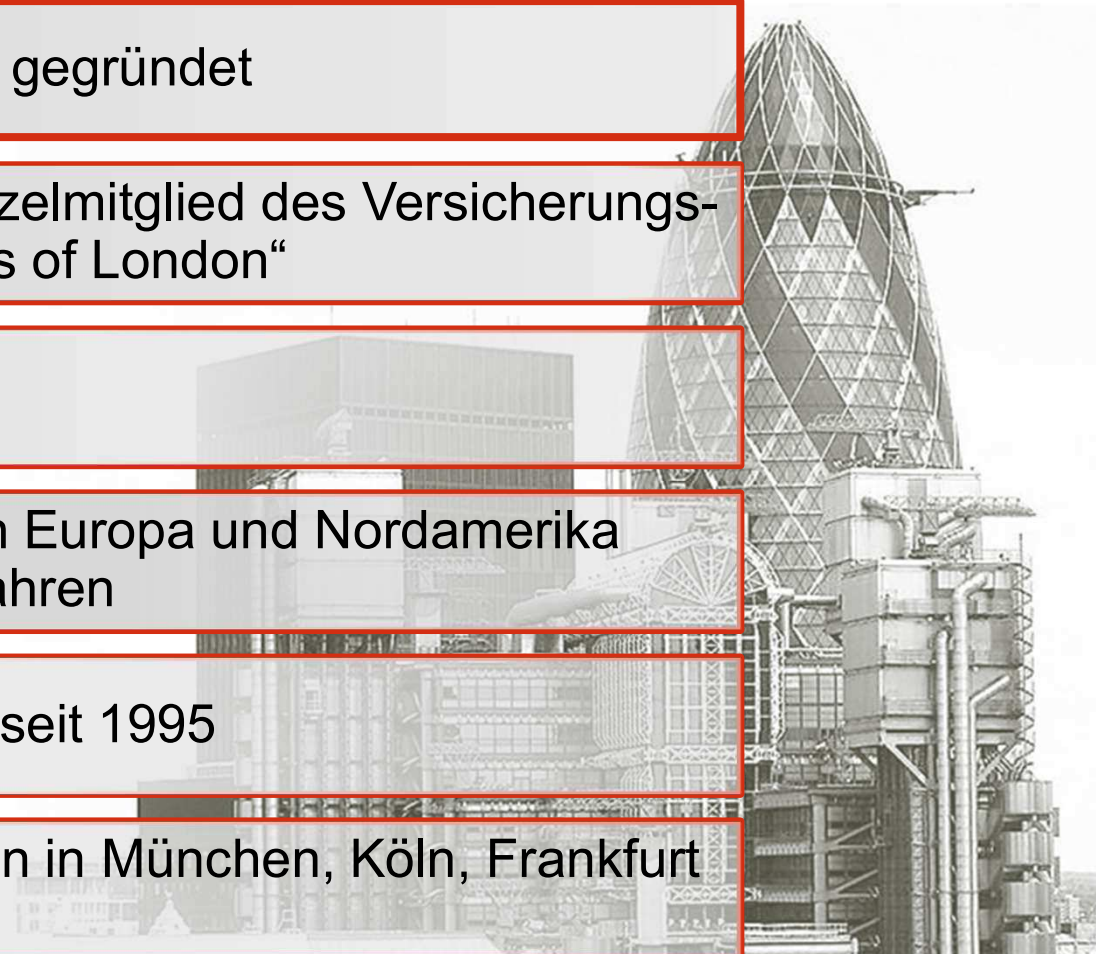 gegründet
zelmitglied des Versicherungs-
s of London“
n Europa und Nordamerika
ahren
seit 1995
n in München, Köln, Frankfurt